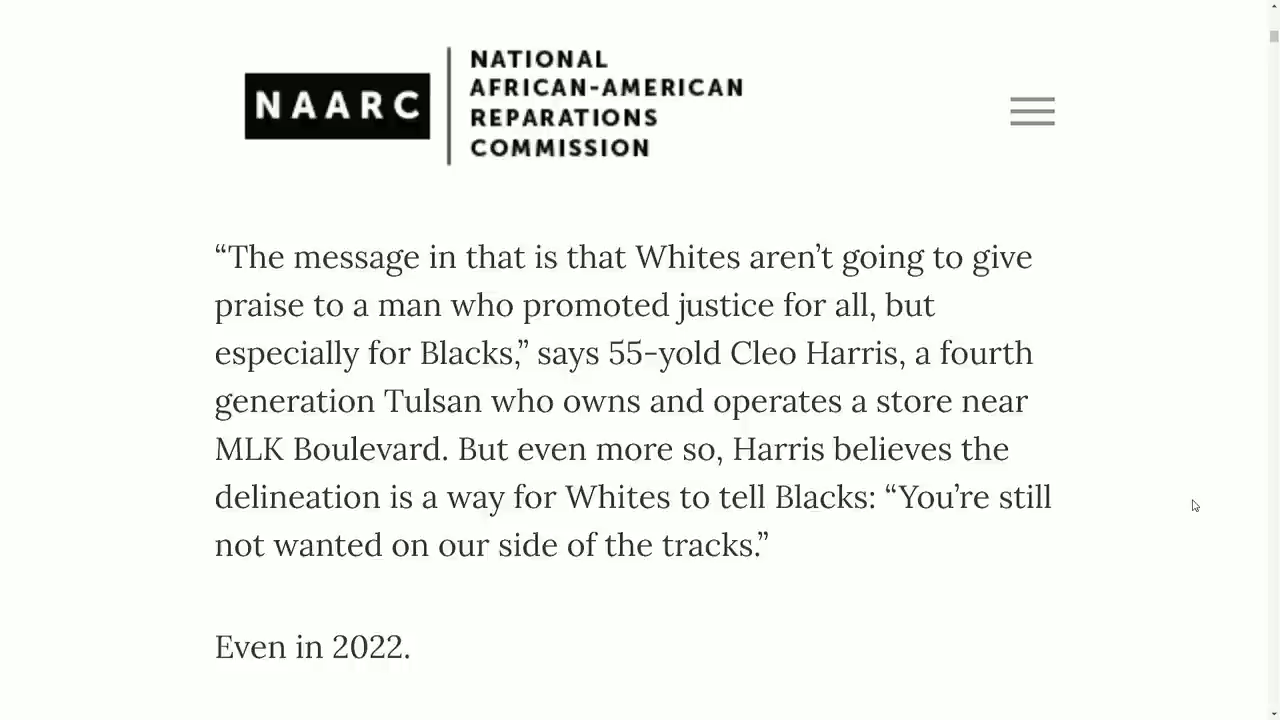 NAARC
NATIONAL
AFRICAN-AMERICAN
REPARATIONS
COMMISSION
“The message in that is that Whites aren’t going to give
praise to a man who promoted justice for all, but
especially for Blacks,” says 55-yold Cleo Harris, a fourth
generation Tulsan who owns and operates a store near
MLK Boulevard. But even more so, Harris believes the
delineation is a way for Whites to tell Blacks: “You’re still
not wanted on our side of the tracks.”
Even in 2022.